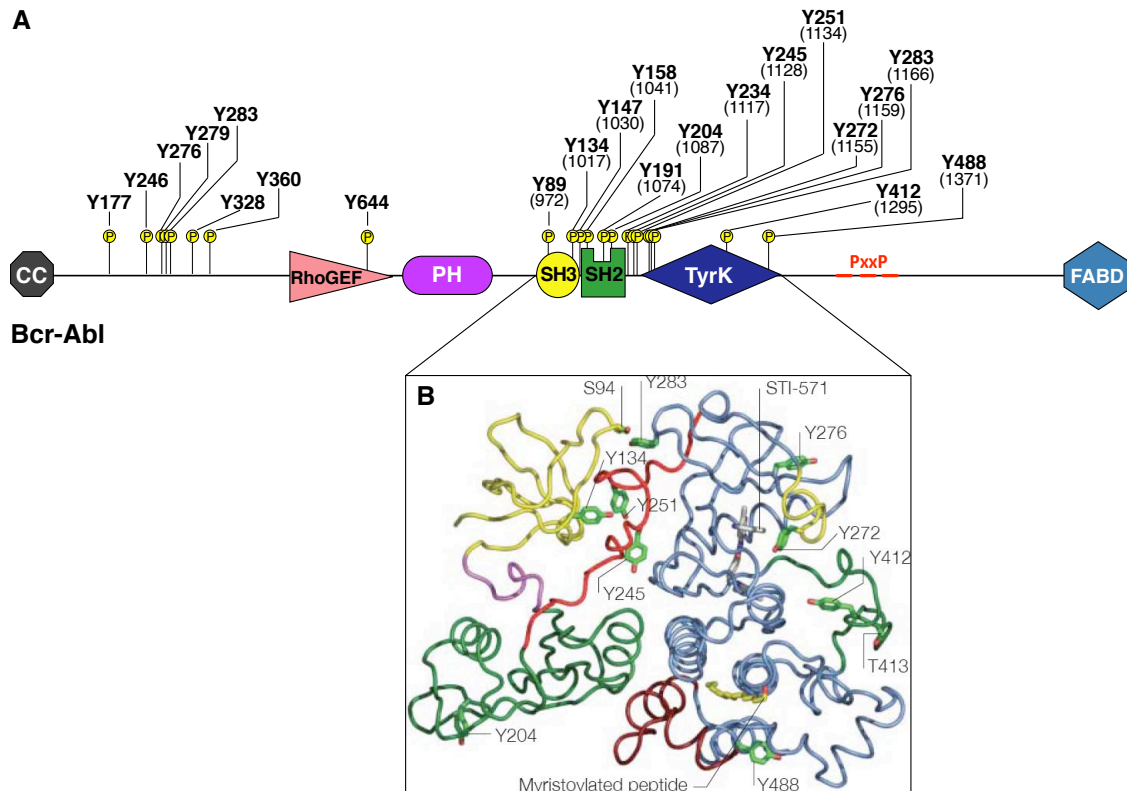 A
Y251
(1134)
Y245
(1128)
Y283
(1166)
Y158
(1041)
Y234
(1117)
Y276
(1159)
Y147
(1030)
Y283
Y279
Y276
Y134
(1017)
Y204
(1087)
Y272
(1155)
Y246
Y360
Y191
(1074)
Y488
(1371)
Y177
Y328
Y644
Y89
(972)
Y412
(1295)
P P P P P P P P P P P P P P P P P P
CC
RhoGEF
PH
SH3
SH2
TyrK
PxxP
FABD
Bcr-Abl
B
S94
Y283
STI-571
Y276
Y134
Y251
Y272
Y412
Y245
T413
Y204
Myristoylated peptide
Y488